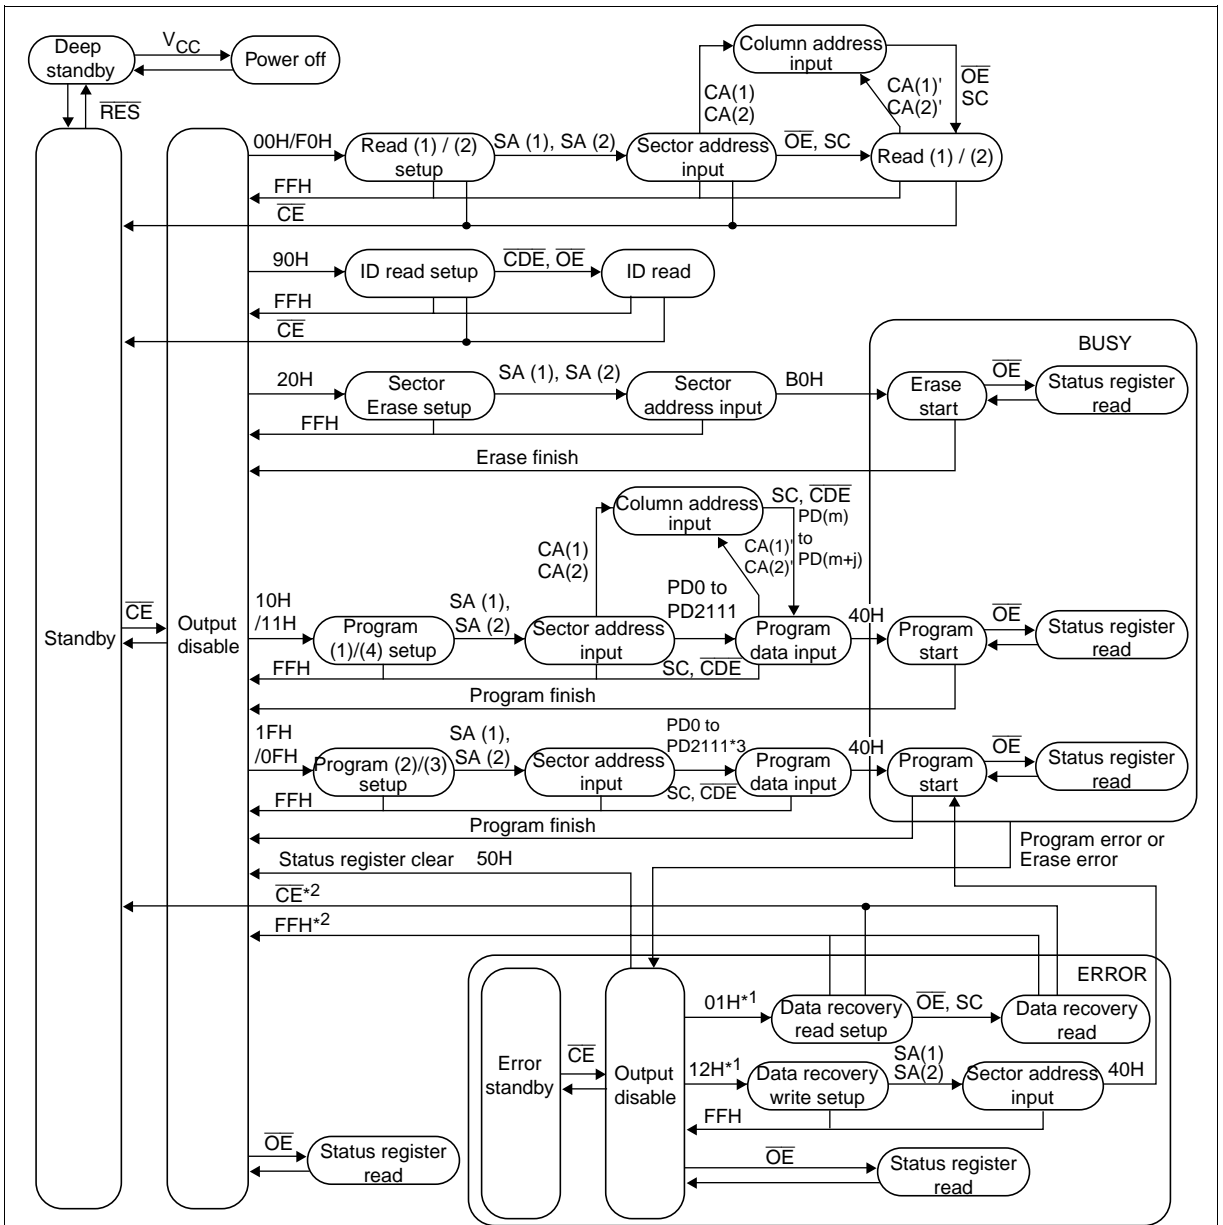 Deep
standby
VCC
Power off
RES
Column address
input
OE
SC
CA(1)
CA(2)
CA(1)'
CA(2)'
00H/F0H
Read (1) / (2)
setup
SA (1), SA (2)
Sector address
input
OE, SC
Read (1) / (2)
FFH
CE
90H
ID read setup
CDE, OE
ID read
FFH
CE
BUSY
20H
Sector
Erase setup
SA (1), SA (2)
Sector
address input
B0H
Erase
start
OE
Status register
read
FFH
Erase finish
Column address
input
SC, CDE
PD(m)
to
PD(m+j)
CA(1)
CA(2)
CA(1)'
CA(2)'
Standby
CE
Output
disable
10H
/11H
Program
(1)/(4) setup
SA (1),
SA (2)
Sector address
input
PD0 to
PD2111
SC, CDE
Program
data input
40H
Program
start
OE
Status register
read
FFH
Program finish
1FH
/0FH
Program (2)/(3)
setup
SA (1),
SA (2)
Sector address
input
PD0 to
PD2111*3
SC, CDE
Program
data input
40H
Program
start
OE
Status register
read
FFH
Program finish
Program error or
Erase error
Status register clear 50H
CE*2
FFH*2
ERROR
Error
standby
CE
Output
disable
01H*1
Data recovery
read setup
OE, SC
Data recovery
read
12H*1
Data recovery
write setup
SA(1)
SA(2)
Sector address
input
40H
FFH
OE
Status register
read
OE
Status register
read